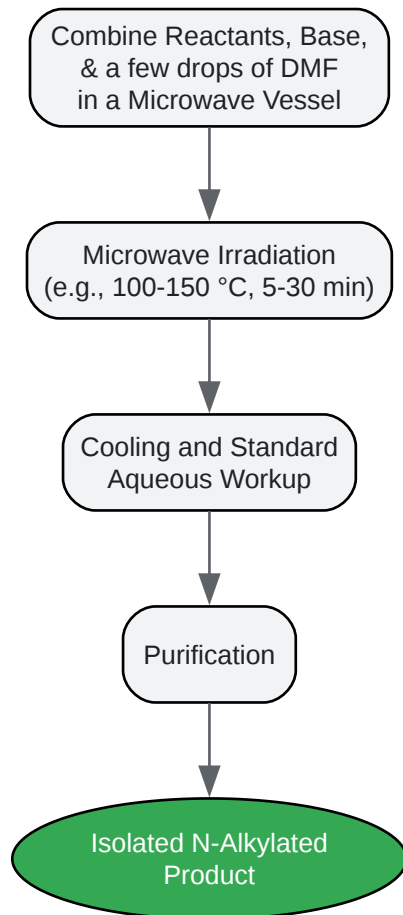 Combine Reactants, Base,
& a few drops of DMF
in a Microwave Vessel
Microwave Irradiation
(e.g., 100-150 °C, 5-30 min)
Cooling and Standard
Aqueous Workup
Purification
Isolated N-Alkylated
Product